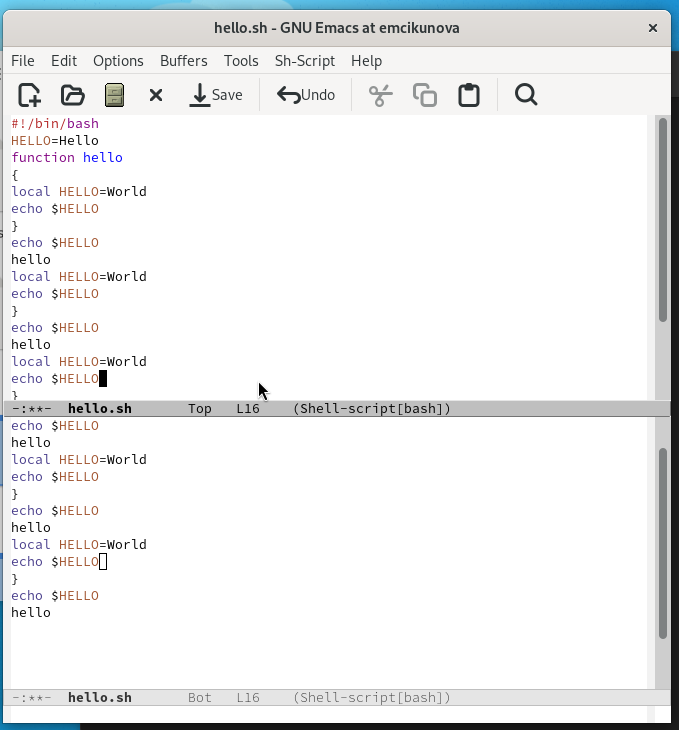 hello.sh - GNU Emacs at emcikunova
File Edit Options Buffers Tools Sh-Script Help
Save Undo
#!/bin/bash
HELLO=Hello
function hello
{
local HELLO=World
echo $HELLO
}
echo $HELLO
hello
local HELLO=World
echo $HELLO
}
echo $HELLO
hello
local HELLO=World
echo $HELLO
}
-:**- hello.sh Top L16 (Shell-script[bash])
echo $HELLO
hello
local HELLO=World
echo $HELLO
}
echo $HELLO
hello
local HELLO=World
echo $HELLO
}
echo $HELLO
hello
-:**- hello.sh Bot L16 (Shell-script[bash])